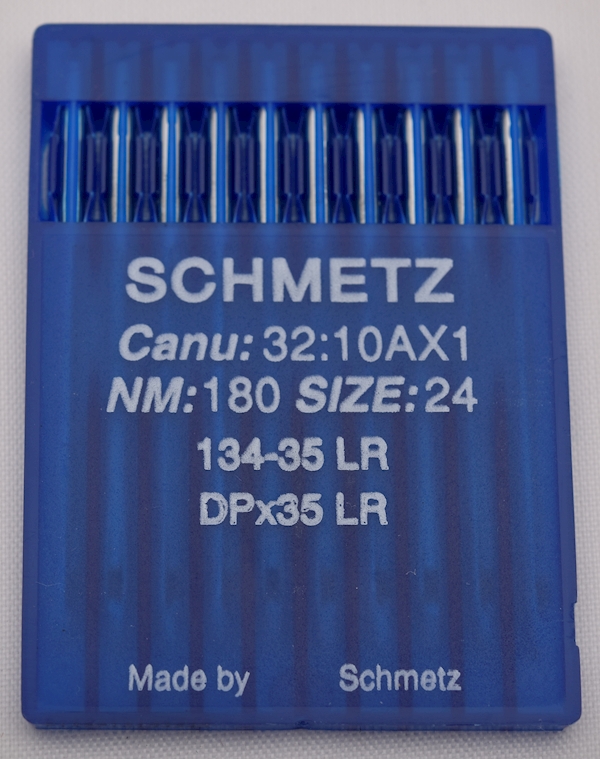 SCHMETZ
Canu: 32:10AX1
NM:180 SIZE:24
134-35 LR
DPx35 LR
Made by Schmetz